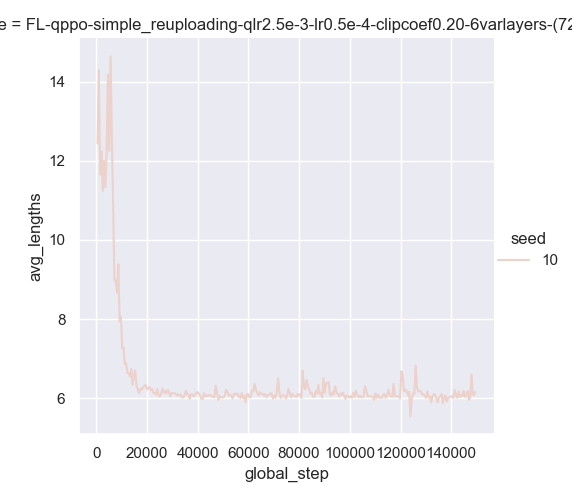 e = FL-qppo-simple_reuploading-qlr2.5e-3-lr0.5e-4-clipcoef0.20-6varlayers-(72
14
12
10
8
6
avg_lengths
0 20000 40000 60000 80000 100000 120000 140000
global_step
seed
10